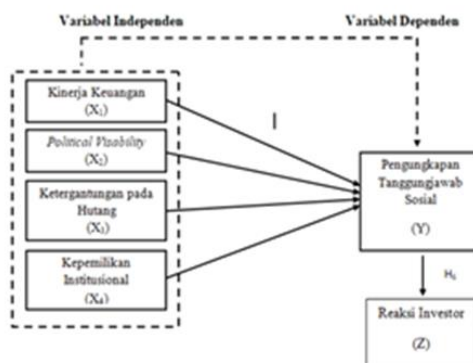 Variabel Independen
Variabel Dependen
Kinerja Keuangan
(X1)
Political Visability
(X2)
Ketergantungan pada
Hutang
(X3)
Kepemilikan
Institusional
(X4)
Pengungkapan
Tanggungjawab
Sosial
(Y)
Reaksi Investor
(Z)